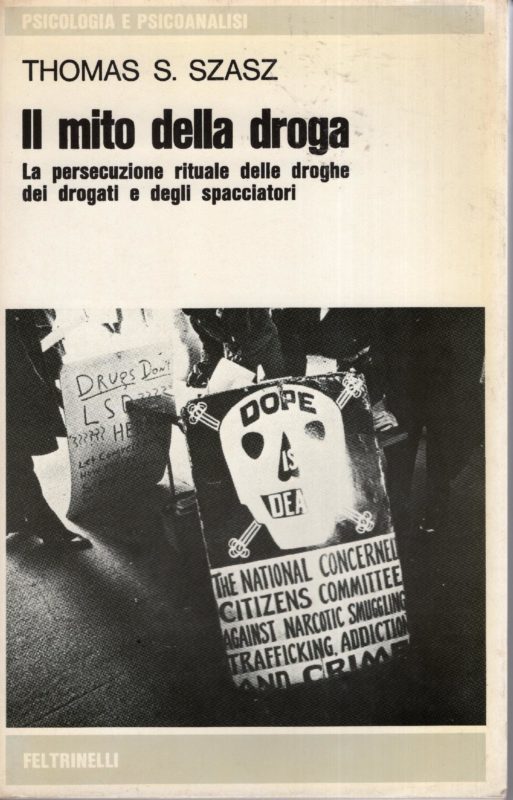 PSICOLOGIA E PSICOANALISI
THOMAS S. SZASZ
Il mito della droga
La persecuzione rituale delle droghe
dei drogati e degli spacciatori
DRUGS DON'T
LSD
?????
HE
DOPE
IS
DEA
THE NATIONAL CONCERNED
CITIZENS COMMITTEE
AGAINST NARCOTIC SMUGGLING
TRAFFICKING, ADDICTION
AND CRIME
FELTRINELLI